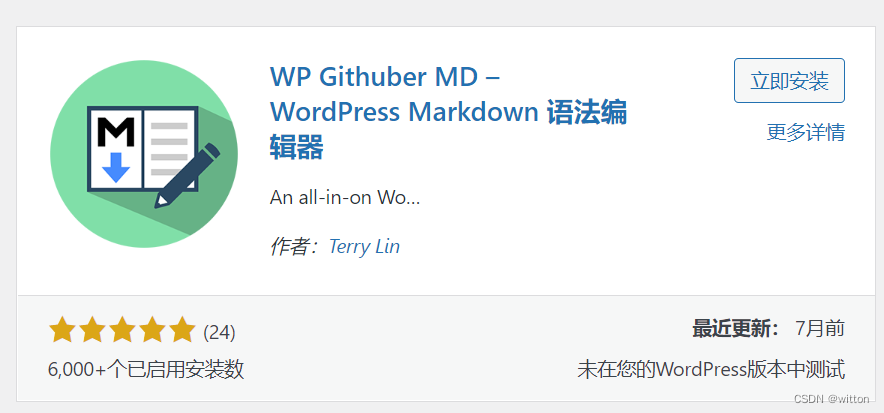 WP Githuber MD –
WordPress Markdown 语法编
辑器
立即安装
更多详情
An all-in-on Wo…
作者：Terry Lin
(24)
6,000+个已启用安装数
最近更新： 7月前
未在您的WordPress版本中测试
M
CSDN @witton